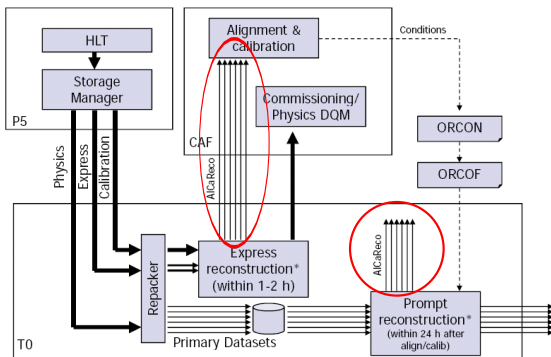 HLT
Storage
Manager
P5
Physics
Express
Calibration
Alignment &
calibration
Commissioning/
Physics DQM
CAF
AlCaReco
Conditions
ORCON
ORCOF
Repacker
Express
reconstruction*
(within 1-2 h)
AlCaReco
Prompt
reconstruction*
(within 24 h after
align/calib)
Primary Datasets
T0